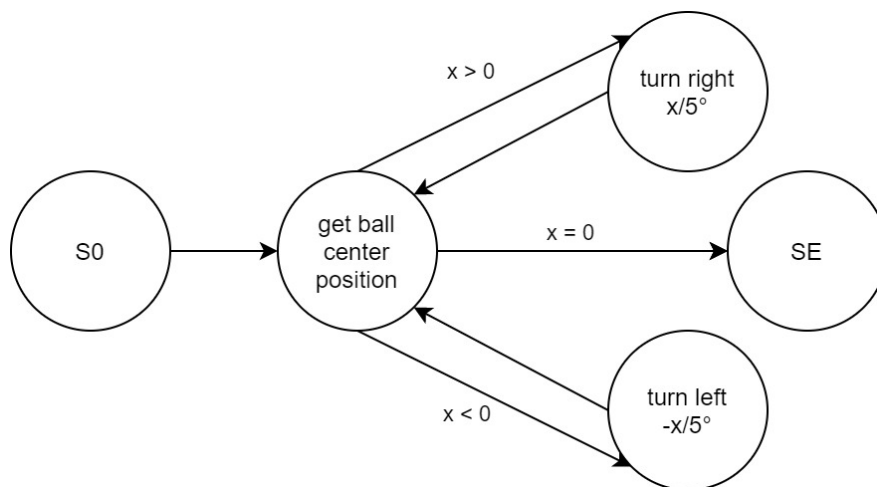 x > 0
turn right
x/5°
S0
get ball
center
position
x = 0
SE
x < 0
turn left
-x/5°